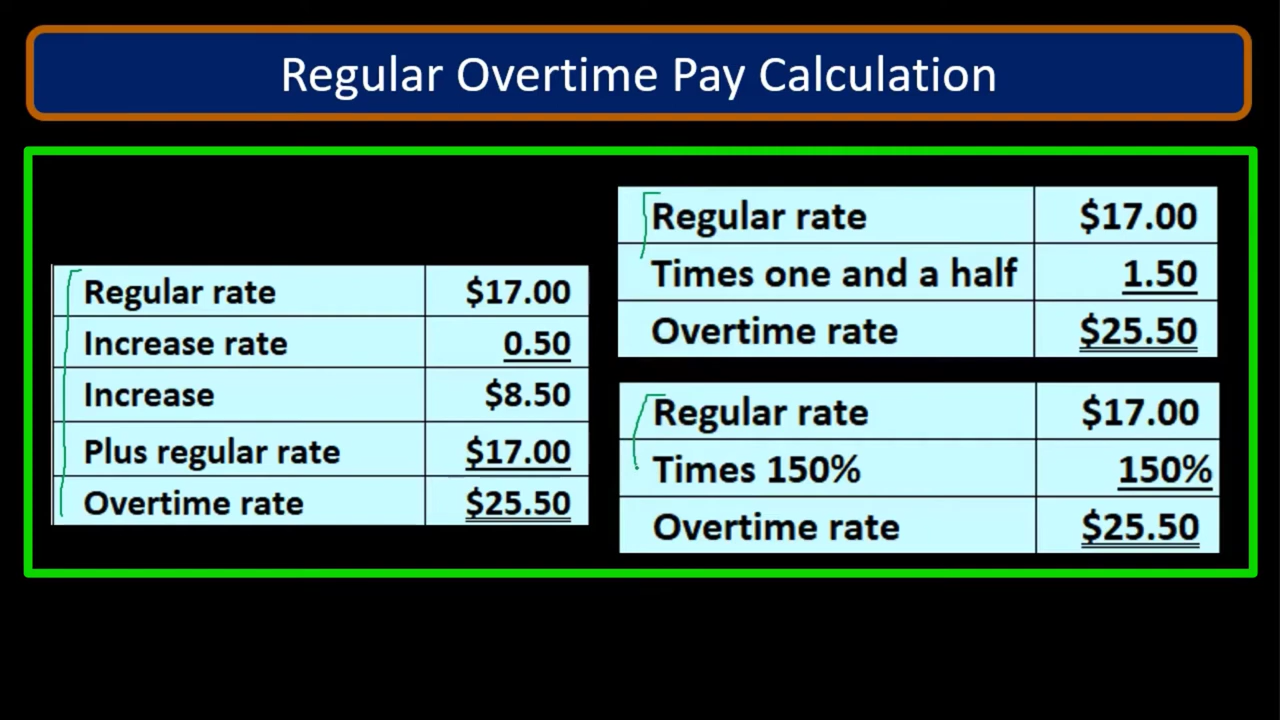 Regular Overtime Pay Calculation
Regular rate $17.00
Increase rate 0.50
Increase $8.50
Plus regular rate $17.00
Overtime rate $25.50
Regular rate $17.00
Times one and a half 1.50
Overtime rate $25.50
Regular rate $17.00
Times 150% 150%
Overtime rate $25.50